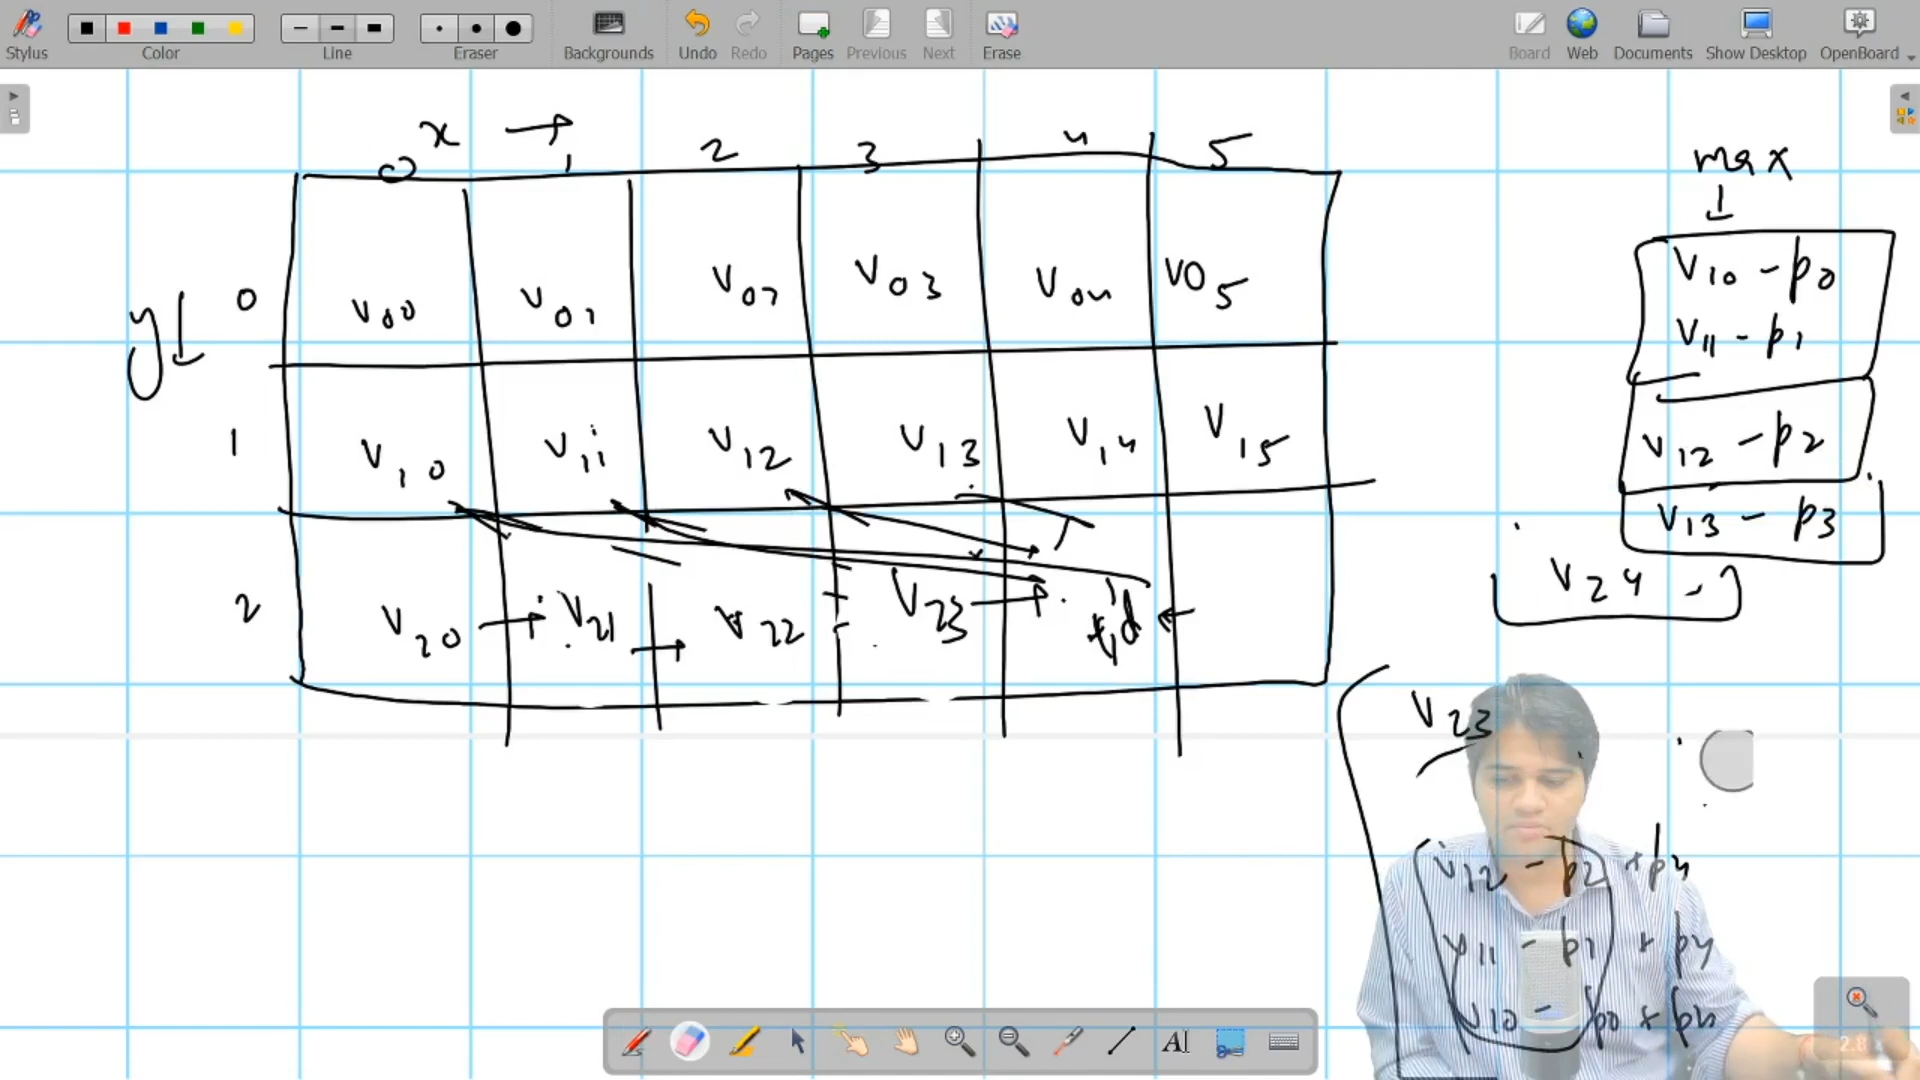 Stylus
Color
Line
Eraser
Backgrounds
Undo
Redo
Pages
Previous
Next
Erase
Board
Web
Documents
Show Desktop
OpenBoard
x →
0 1 2 3 4 5
y↓
0 V00 V01 V02 V03 V04 V05
1 V10 V11 V12 V13 V14 V15
2 V20 → V21 → V22 V23 →
max
↓
V10 - p0
V11 - p1
V12 - p2
V13 - p3
V24 -
V23
V12 - p2 + p4
V11 - p1 + p4
V10 - p0 + p4
2.8